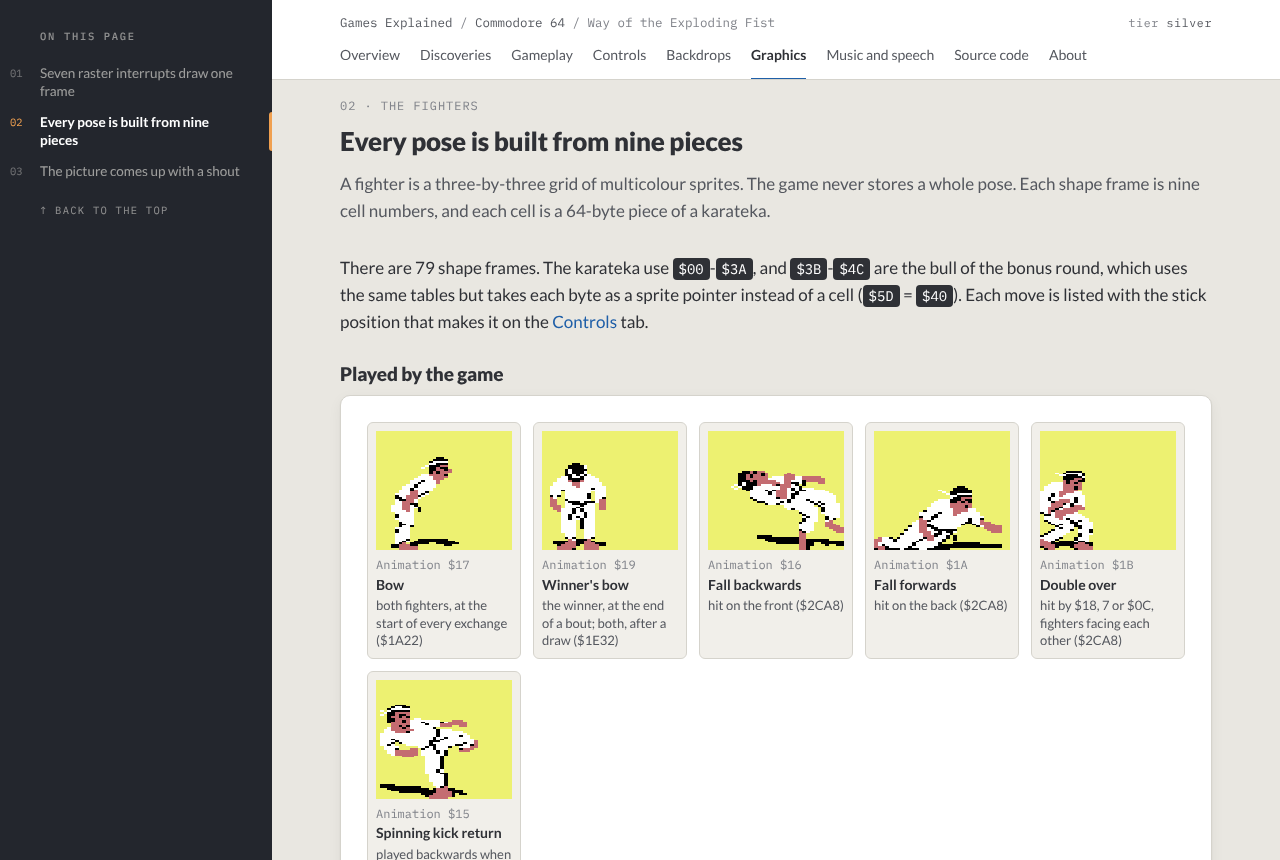 ON THIS PAGE
01 Seven raster interrupts draw one
frame
02 Every pose is built from nine
pieces
03 The picture comes up with a shout
↑ BACK TO THE TOP
Games Explained / Commodore 64 / Way of the Exploding Fist
tier silver
Overview Discoveries Gameplay Controls Backdrops Graphics Music and speech Source code About
02 · THE FIGHTERS
Every pose is built from nine pieces
A fighter is a three-by-three grid of multicolour sprites. The game never stores a whole pose. Each shape frame is nine
cell numbers, and each cell is a 64-byte piece of a karateka.
There are 79 shape frames. The karateka use $00-$3A, and $3B-$4C are the bull of the bonus round, which uses
the same tables but takes each byte as a sprite pointer instead of a cell ($5D = $40). Each move is listed with the stick
position that makes it on the Controls tab.
Played by the game
Animation $17
Bow
both fighters, at the
start of every exchange
($1A22)
Animation $19
Winner's bow
the winner, at the end
of a bout; both, after a
draw ($1E32)
Animation $16
Fall backwards
hit on the front ($2CA8)
Animation $1A
Fall forwards
hit on the back ($2CA8)
Animation $1B
Double over
hit by $18, 7 or $0C,
fighters facing each
other ($2CA8)
Animation $15
Spinning kick return
played backwards when